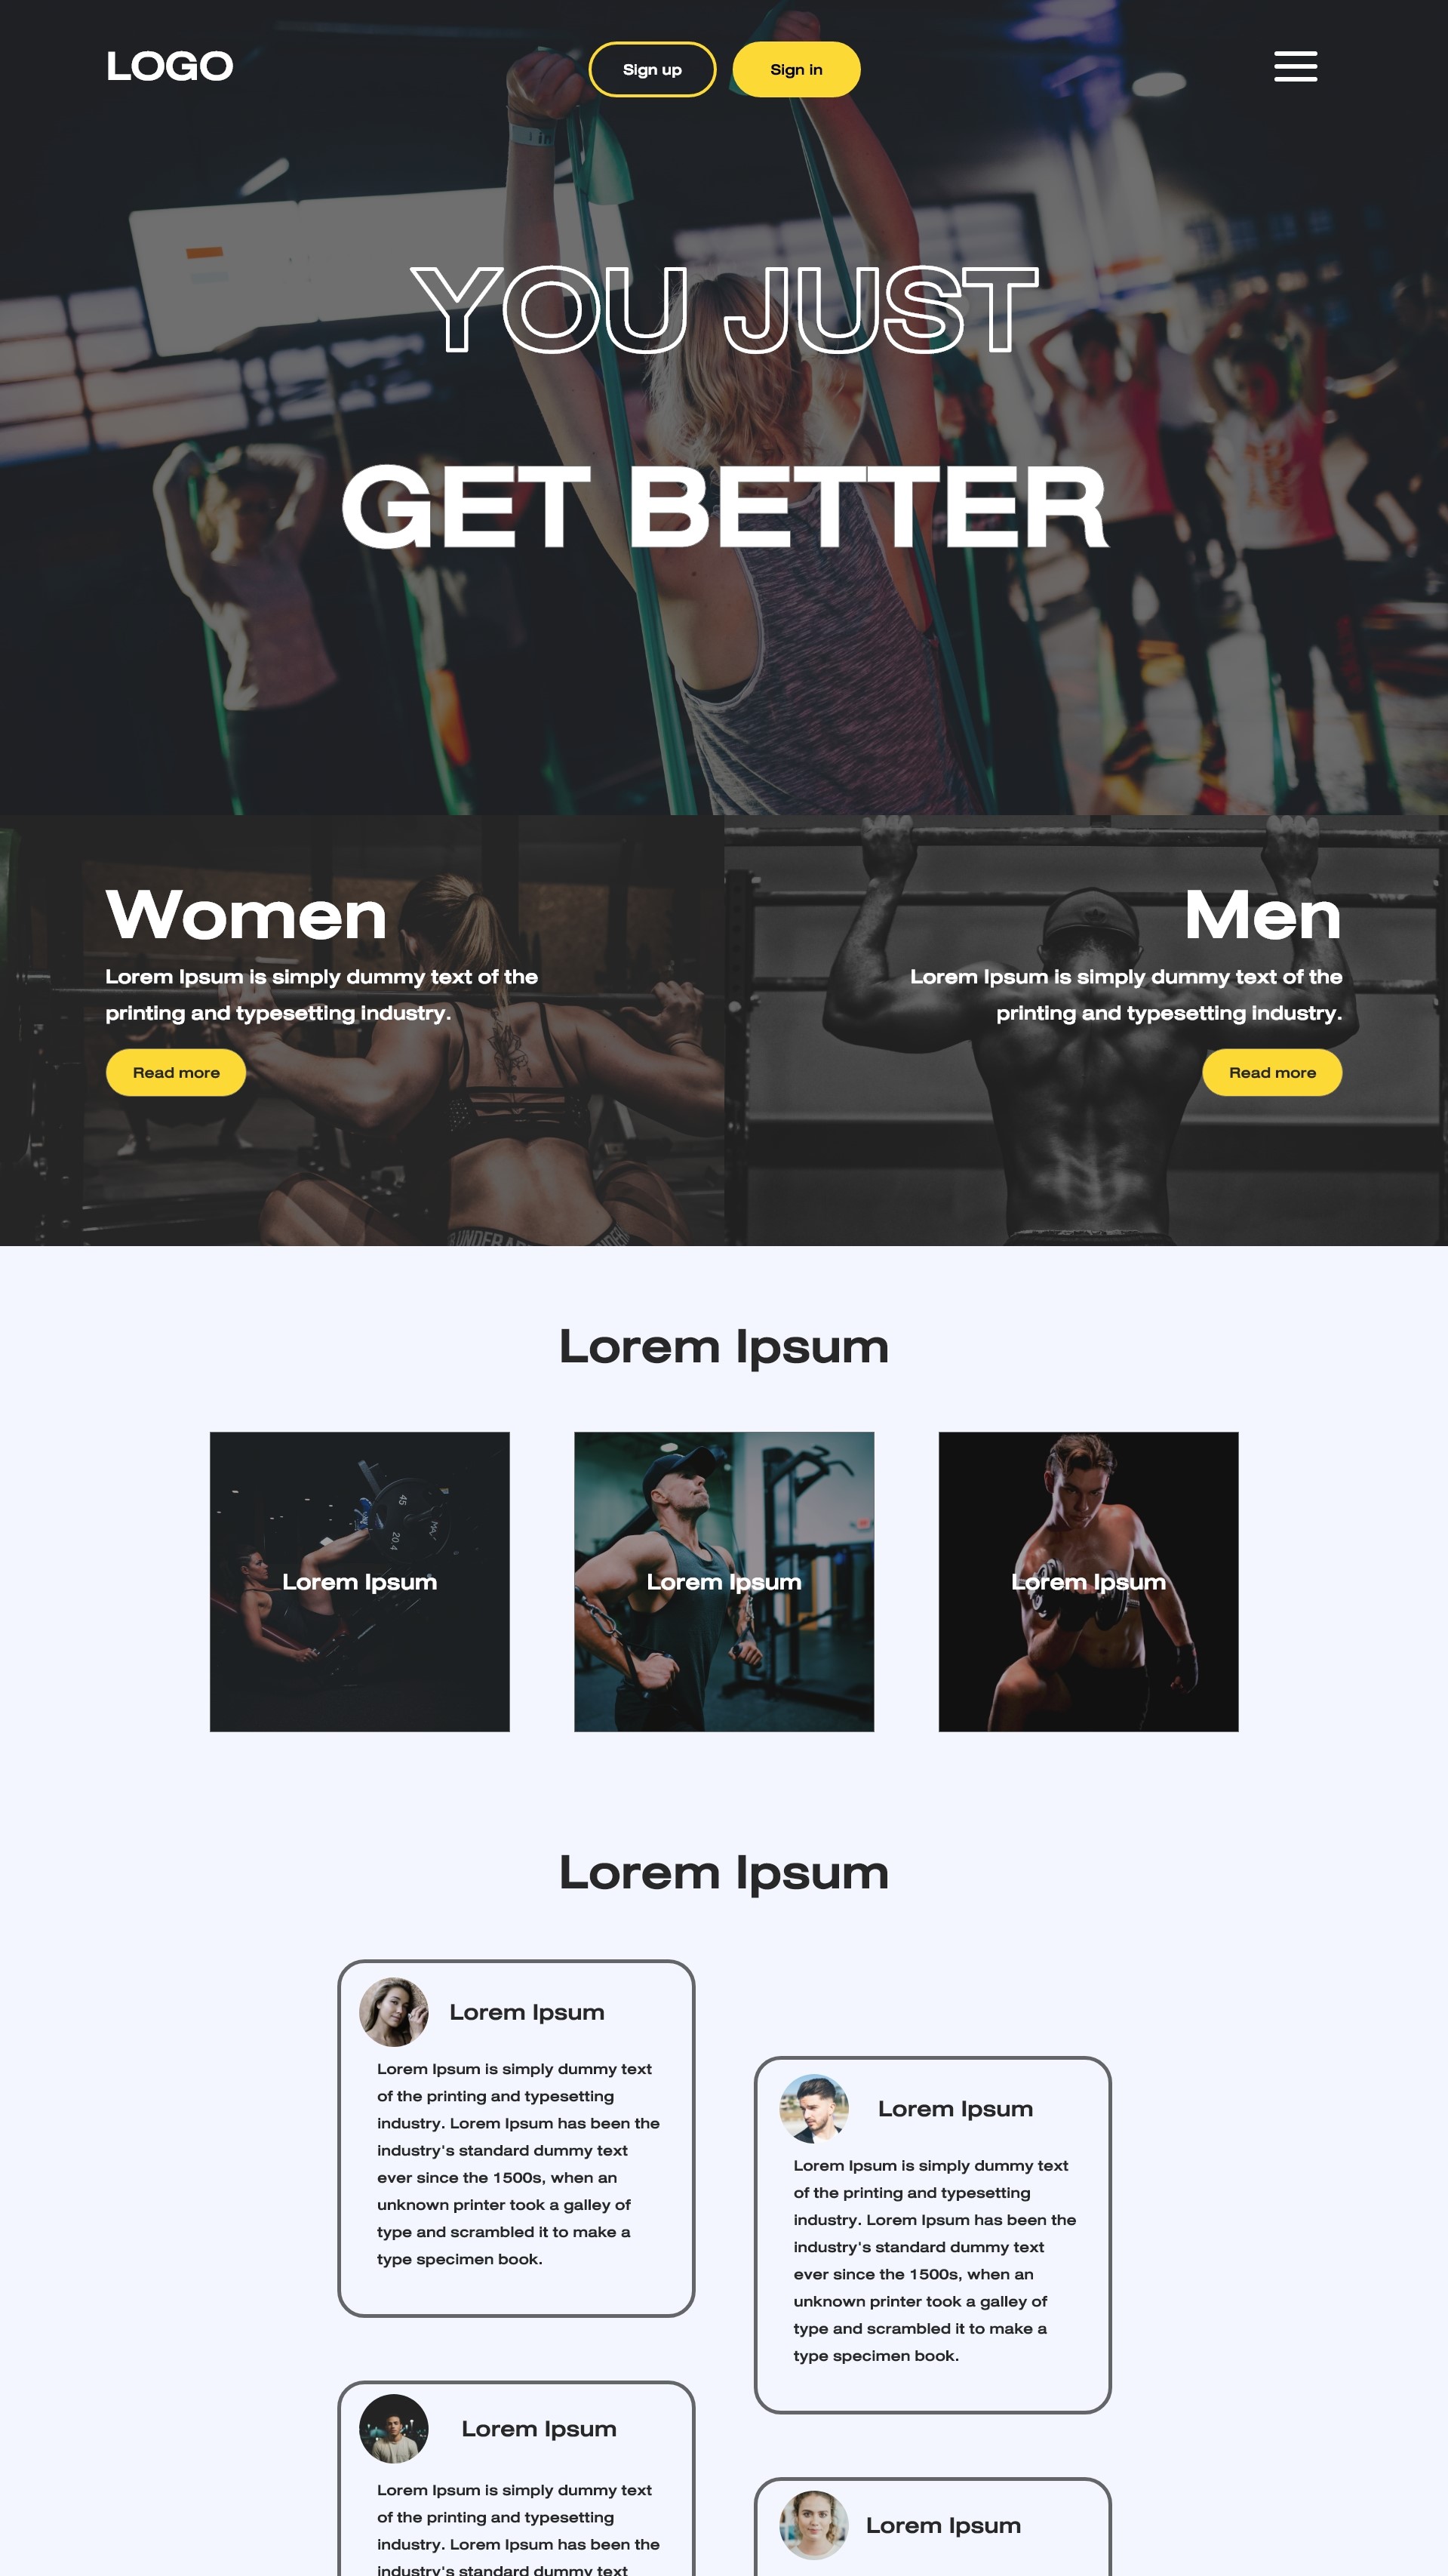 LOGO
Sign up
Sign in
YOU JUST
GET BETTER
Women
Lorem Ipsum is simply dummy text of the
printing and typesetting industry.
Read more
Men
Lorem Ipsum is simply dummy text of the
printing and typesetting industry.
Read more
Lorem Ipsum
Lorem Ipsum
Lorem Ipsum
Lorem Ipsum
Lorem Ipsum
Lorem Ipsum
Lorem Ipsum is simply dummy text
of the printing and typesetting
industry. Lorem Ipsum has been the
industry's standard dummy text
ever since the 1500s, when an
unknown printer took a galley of
type and scrambled it to make a
type specimen book.
Lorem Ipsum
Lorem Ipsum is simply dummy text
of the printing and typesetting
industry. Lorem Ipsum has been the
industry's standard dummy text
ever since the 1500s, when an
unknown printer took a galley of
type and scrambled it to make a
type specimen book.
Lorem Ipsum
Lorem Ipsum is simply dummy text
of the printing and typesetting
industry. Lorem Ipsum has been the
industry's standard dummy text
Lorem Ipsum